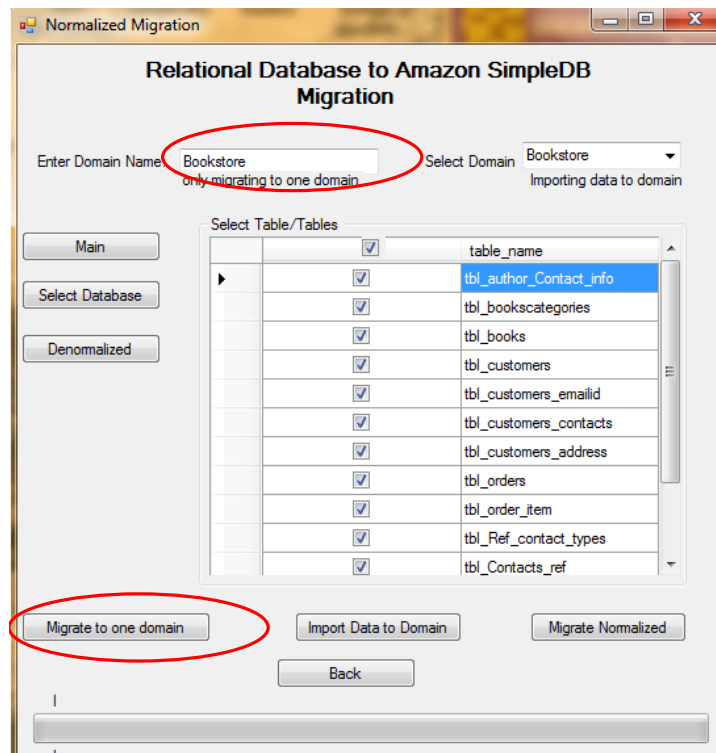 Normalized Migration
Relational Database to Amazon SimpleDB
Migration
Enter Domain Name:
Bookstore
only migrating to one domain
Select Domain
Bookstore
Importing data to domain
Select Table/Tables
Main
Select Database
Denormalized
table_name
tbl_author_Contact_info
tbl_bookscategories
tbl_books
tbl_customers
tbl_customers_emailid
tbl_customers_contacts
tbl_customers_address
tbl_orders
tbl_order_item
tbl_Ref_contact_types
tbl_Contacts_ref
Migrate to one domain
Import Data to Domain
Migrate Normalized
Back